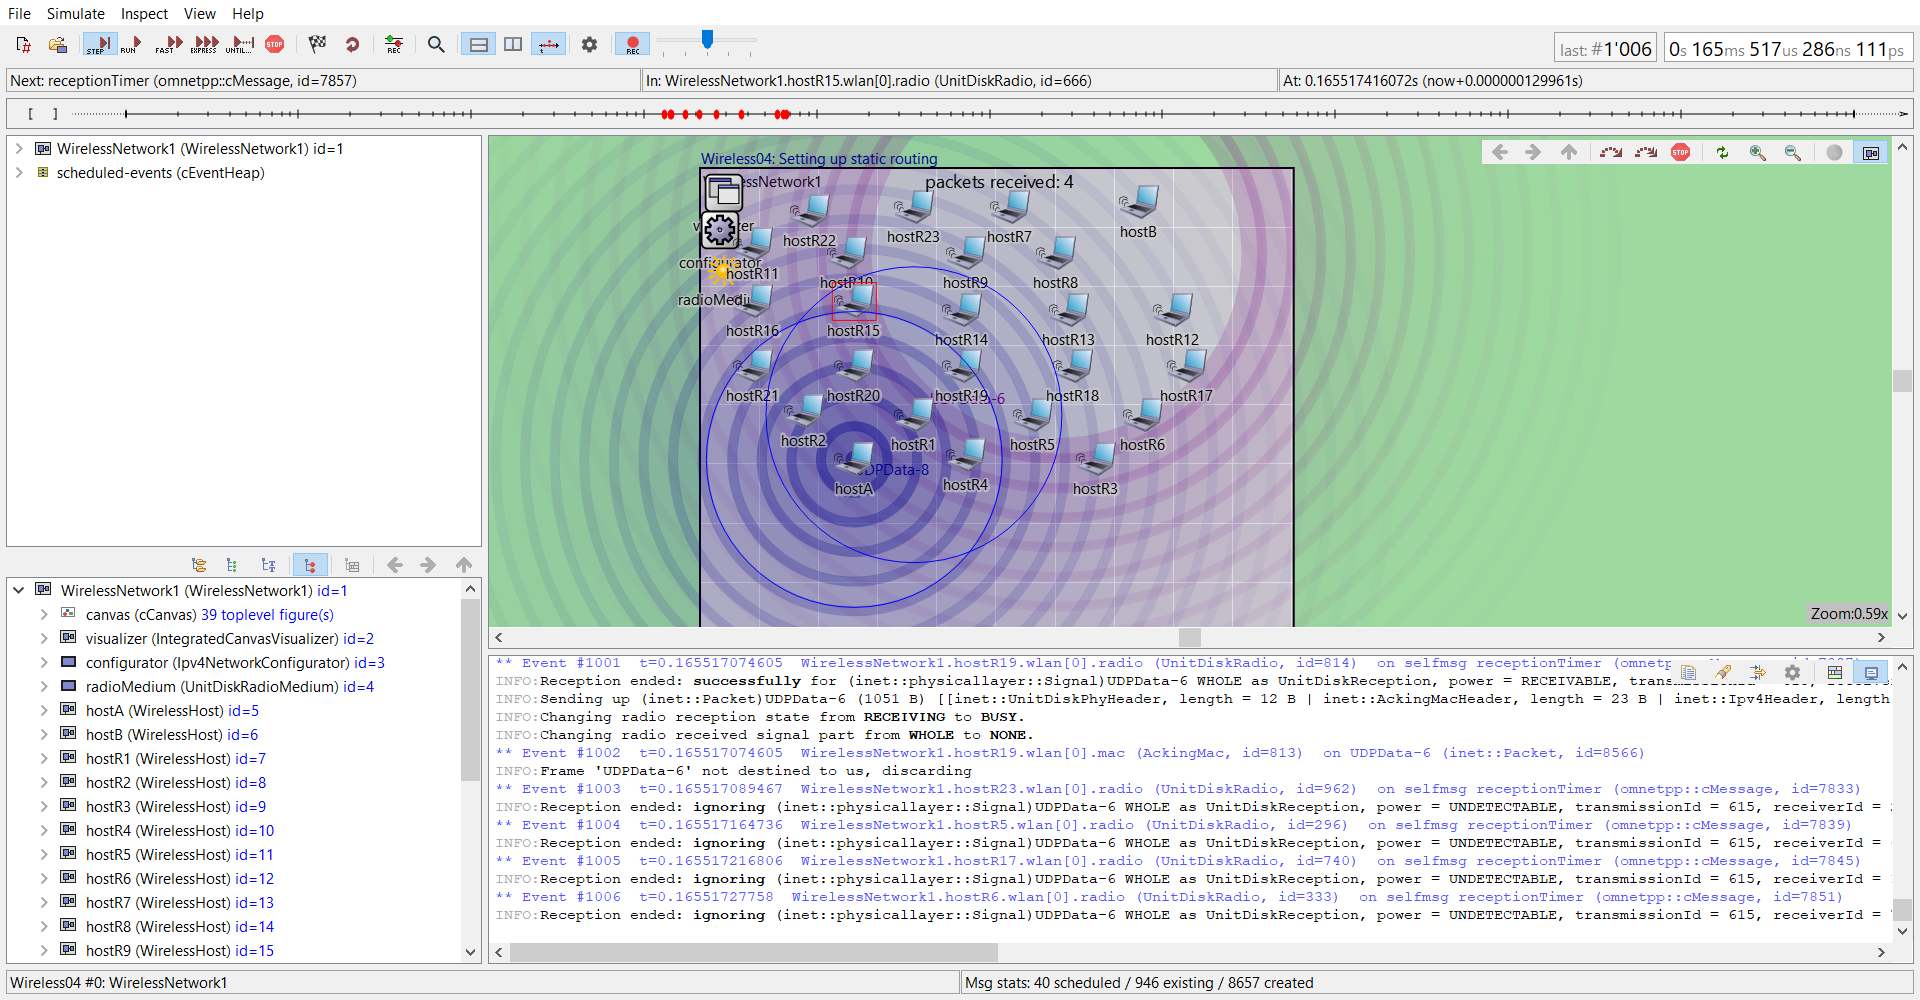 File Simulate Inspect View Help
STEP RUN FAST EXPRESS UNTIL... STOP REC REC
last: #1'006 0s 165ms 517us 286ns 111ps
Next: receptionTimer (omnetpp::cMessage, id=7857) In: WirelessNetwork1.hostR15.wlan[0].radio (UnitDiskRadio, id=666) At: 0.165517416072s (now+0.000000129961s)
[ ]
WirelessNetwork1 (WirelessNetwork1) id=1
scheduled-events (cEventHeap)
WirelessNetwork1 (WirelessNetwork1) id=1
canvas (cCanvas) 39 toplevel figure(s)
visualizer (IntegratedCanvasVisualizer) id=2
configurator (Ipv4NetworkConfigurator) id=3
radioMedium (UnitDiskRadioMedium) id=4
hostA (WirelessHost) id=5
hostB (WirelessHost) id=6
hostR1 (WirelessHost) id=7
hostR2 (WirelessHost) id=8
hostR3 (WirelessHost) id=9
hostR4 (WirelessHost) id=10
hostR5 (WirelessHost) id=11
hostR6 (WirelessHost) id=12
hostR7 (WirelessHost) id=13
hostR8 (WirelessHost) id=14
hostR9 (WirelessHost) id=15
Wireless04: Setting up static routing
STOP
essNetwork1 packets received: 4
hostR22 hostR23 hostR7 hostB
configurator
hostR11 hostR10 hostR9 hostR8
radioMedi
hostR16 hostR15 hostR14 hostR13 hostR12
hostR21 hostR20 hostR19 -6 hostR18 hostR17
hostR2 hostR1 hostR5 hostR6
DPData-8
hostA hostR4 hostR3
Zoom:0.59x
** Event #1001 t=0.165517074605 WirelessNetwork1.hostR19.wlan[0].radio (UnitDiskRadio, id=814) on selfmsg receptionTimer (omnetpp::cM
INFO:Reception ended: successfully for (inet::physicallayer::Signal)UDPData-6 WHOLE as UnitDiskReception, power = RECEIVABLE,
INFO:Sending up (inet::Packet)UDPData-6 (1051 B) [[inet::UnitDiskPhyHeader, length = 12 B | inet::AckingMacHeader, length = 23 B | inet::Ipv4Header, length
INFO:Changing radio reception state from RECEIVING to BUSY.
INFO:Changing radio received signal part from WHOLE to NONE.
** Event #1002 t=0.165517074605 WirelessNetwork1.hostR19.wlan[0].mac (AckingMac, id=813) on UDPData-6 (inet::Packet, id=8566)
INFO:Frame 'UDPData-6' not destined to us, discarding
** Event #1003 t=0.165517089467 WirelessNetwork1.hostR23.wlan[0].radio (UnitDiskRadio, id=962) on selfmsg receptionTimer (omnetpp::cMessage, id=7833)
INFO:Reception ended: ignoring (inet::physicallayer::Signal)UDPData-6 WHOLE as UnitDiskReception, power = UNDETECTABLE, transmissionId = 615, receiverId =
** Event #1004 t=0.165517164736 WirelessNetwork1.hostR5.wlan[0].radio (UnitDiskRadio, id=296) on selfmsg receptionTimer (omnetpp::cMessage, id=7839)
INFO:Reception ended: ignoring (inet::physicallayer::Signal)UDPData-6 WHOLE as UnitDiskReception, power = UNDETECTABLE, transmissionId = 615, receiverId =
** Event #1005 t=0.165517216806 WirelessNetwork1.hostR17.wlan[0].radio (UnitDiskRadio, id=740) on selfmsg receptionTimer (omnetpp::cMessage, id=7845)
INFO:Reception ended: ignoring (inet::physicallayer::Signal)UDPData-6 WHOLE as UnitDiskReception, power = UNDETECTABLE, transmissionId = 615, receiverId =
** Event #1006 t=0.16551727758 WirelessNetwork1.hostR6.wlan[0].radio (UnitDiskRadio, id=333) on selfmsg receptionTimer (omnetpp::cMessage, id=7851)
INFO:Reception ended: ignoring (inet::physicallayer::Signal)UDPData-6 WHOLE as UnitDiskReception, power = UNDETECTABLE, transmissionId = 615, receiverId =
Wireless04 #0: WirelessNetwork1 Msg stats: 40 scheduled / 946 existing / 8657 created